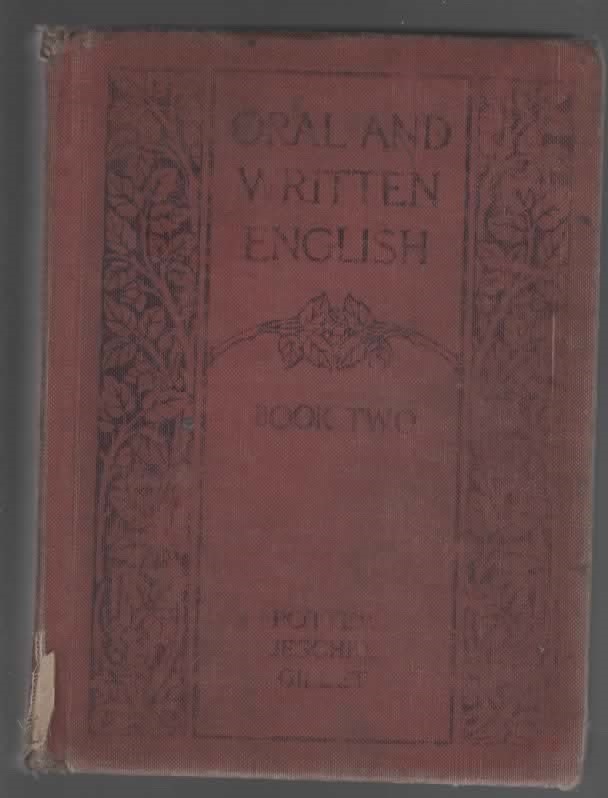 ORAL AND
WRITTEN
ENGLISH
BOOK TWO
POTTER
JESCHKE
GILLET